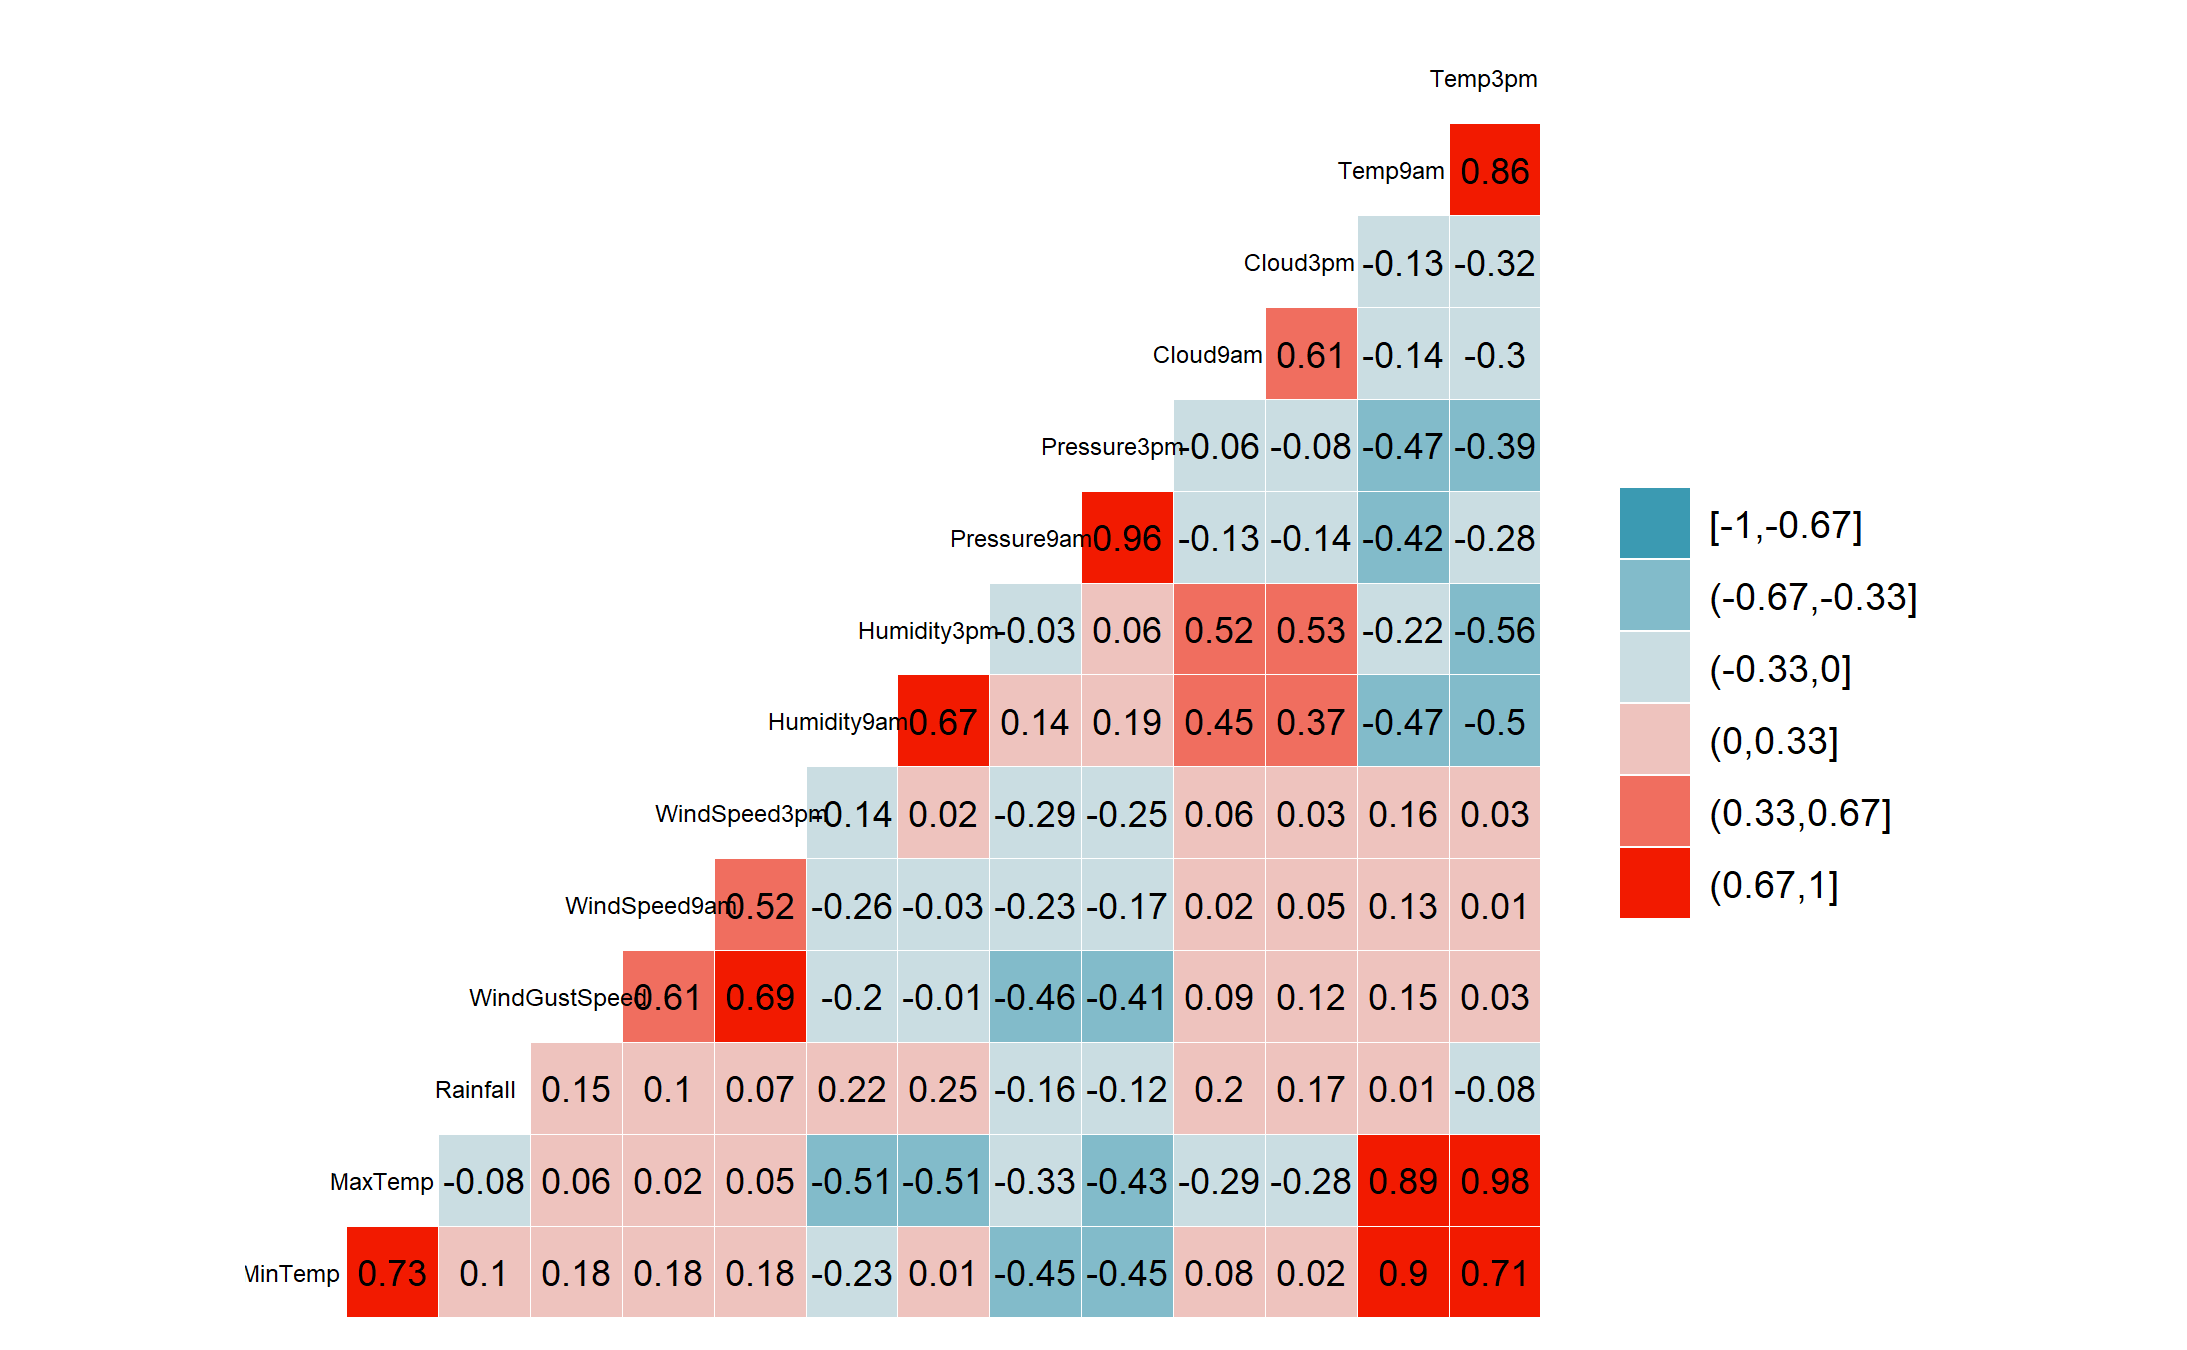 Temp3pm
Temp9am 0.86
Cloud3pm -0.13 -0.32
Cloud9am 0.61 -0.14 -0.3
Pressure3pm -0.06 -0.08 -0.47 -0.39
Pressure9am 0.96 -0.13 -0.14 -0.42 -0.28
Humidity3pm -0.03 0.06 0.52 0.53 -0.22 -0.56
Humidity9am 0.67 0.14 0.19 0.45 0.37 -0.47 -0.5
WindSpeed3pm -0.14 0.02 -0.29 -0.25 0.06 0.03 0.16 0.03
WindSpeed9am 0.52 -0.26 -0.03 -0.23 -0.17 0.02 0.05 0.13 0.01
WindGustSpeed 0.61 0.69 -0.2 -0.01 -0.46 -0.41 0.09 0.12 0.15 0.03
Rainfall 0.15 0.1 0.07 0.22 0.25 -0.16 -0.12 0.2 0.17 0.01 -0.08
MaxTemp -0.08 0.06 0.02 0.05 -0.51 -0.51 -0.33 -0.43 -0.29 -0.28 0.89 0.98
MinTemp 0.73 0.1 0.18 0.18 0.18 -0.23 0.01 -0.45 -0.45 0.08 0.02 0.9 0.71
[-1,-0.67]
(-0.67,-0.33]
(-0.33,0]
(0,0.33]
(0.33,0.67]
(0.67,1]